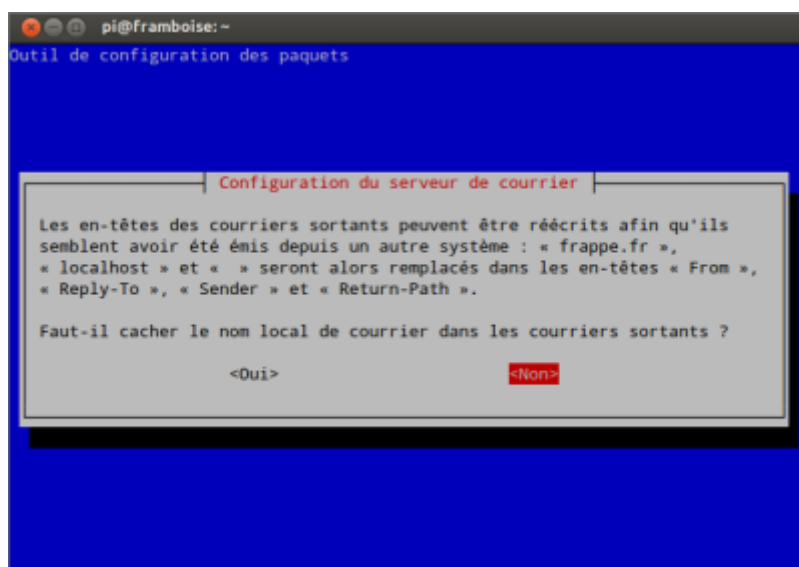 pi@framboise: ~
Outil de configuration des paquets
Configuration du serveur de courrier
Les en-têtes des courriers sortants peuvent être réécrits afin qu'ils
semblent avoir été émis depuis un autre système : « frappe.fr »,
« localhost » et «  » seront alors remplacés dans les en-têtes « From »,
« Reply-To », « Sender » et « Return-Path ».
Faut-il cacher le nom local de courrier dans les courriers sortants ?
<Oui> <Non>